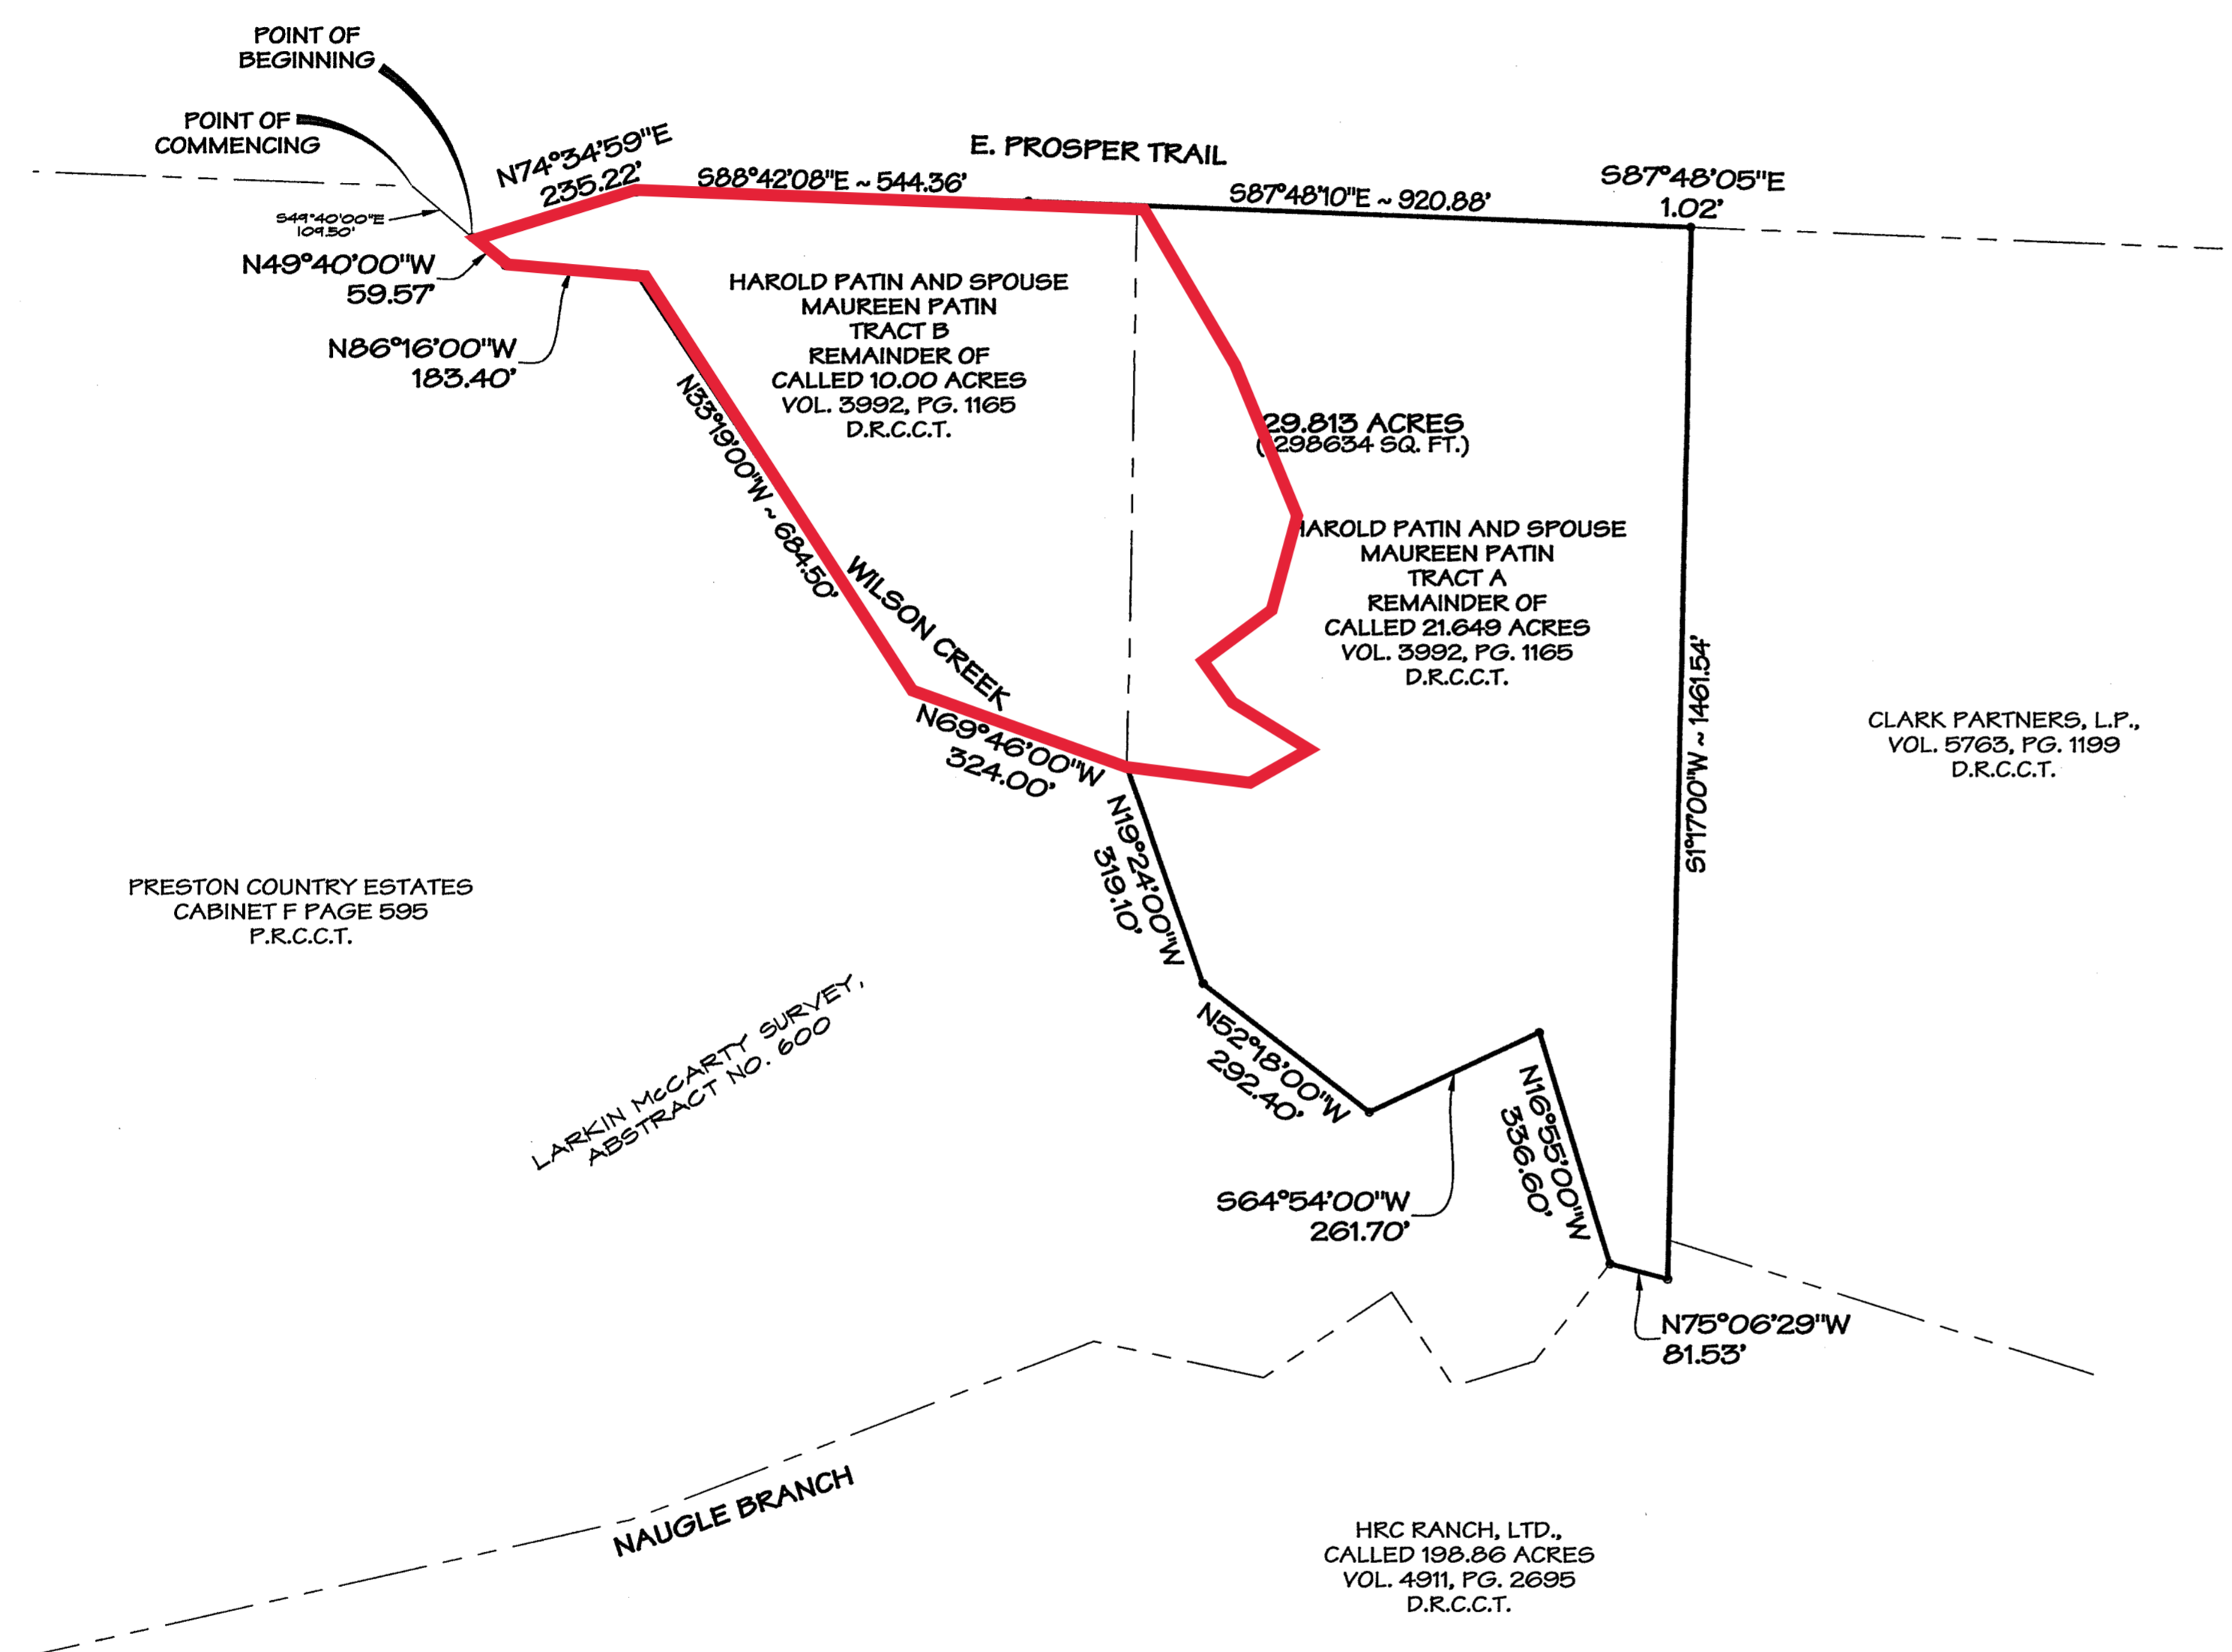 POINT OF
BEGINNING
POINT OF
COMMENCING
N74°34'59"E
235.22'
E. PROSPER TRAIL
S88°42'08"E ~ 544.36'
S87°48'10"E ~ 920.88'
S87°48'05"E
1.02'
S49°40'00"E
109.50'
N49°40'00"W
59.57'
N86°16'00"W
183.40'
HAROLD PATIN AND SPOUSE
MAUREEN PATIN
TRACT B
REMAINDER OF
CALLED 10.00 ACRES
VOL. 3992, PG. 1165
D.R.C.C.T.
29.813 ACRES
298634 SQ. FT.)
N33°19'00"W ~ 684.50'
WILSON CREEK
HAROLD PATIN AND SPOUSE
MAUREEN PATIN
TRACT A
REMAINDER OF
CALLED 21.649 ACRES
VOL. 3992, PG. 1165
D.R.C.C.T.
S1°17'00"W ~ 1461.54'
CLARK PARTNERS, L.P.,
VOL. 5763, PG. 1199
D.R.C.C.T.
N69°46'00"W
324.00'
N19°24'00"W
319.10'
PRESTON COUNTRY ESTATES
CABINET F PAGE 595
P.R.C.C.T.
LARKIN McCARTY SURVEY,
ABSTRACT NO. 600
N52°18'00"W
292.40'
S64°54'00"W
261.70'
N16°55'00"W
336.60'
N75°06'29"W
81.53'
NAUGLE BRANCH
HRC RANCH, LTD.,
CALLED 198.86 ACRES
VOL. 4911, PG. 2695
D.R.C.C.T.